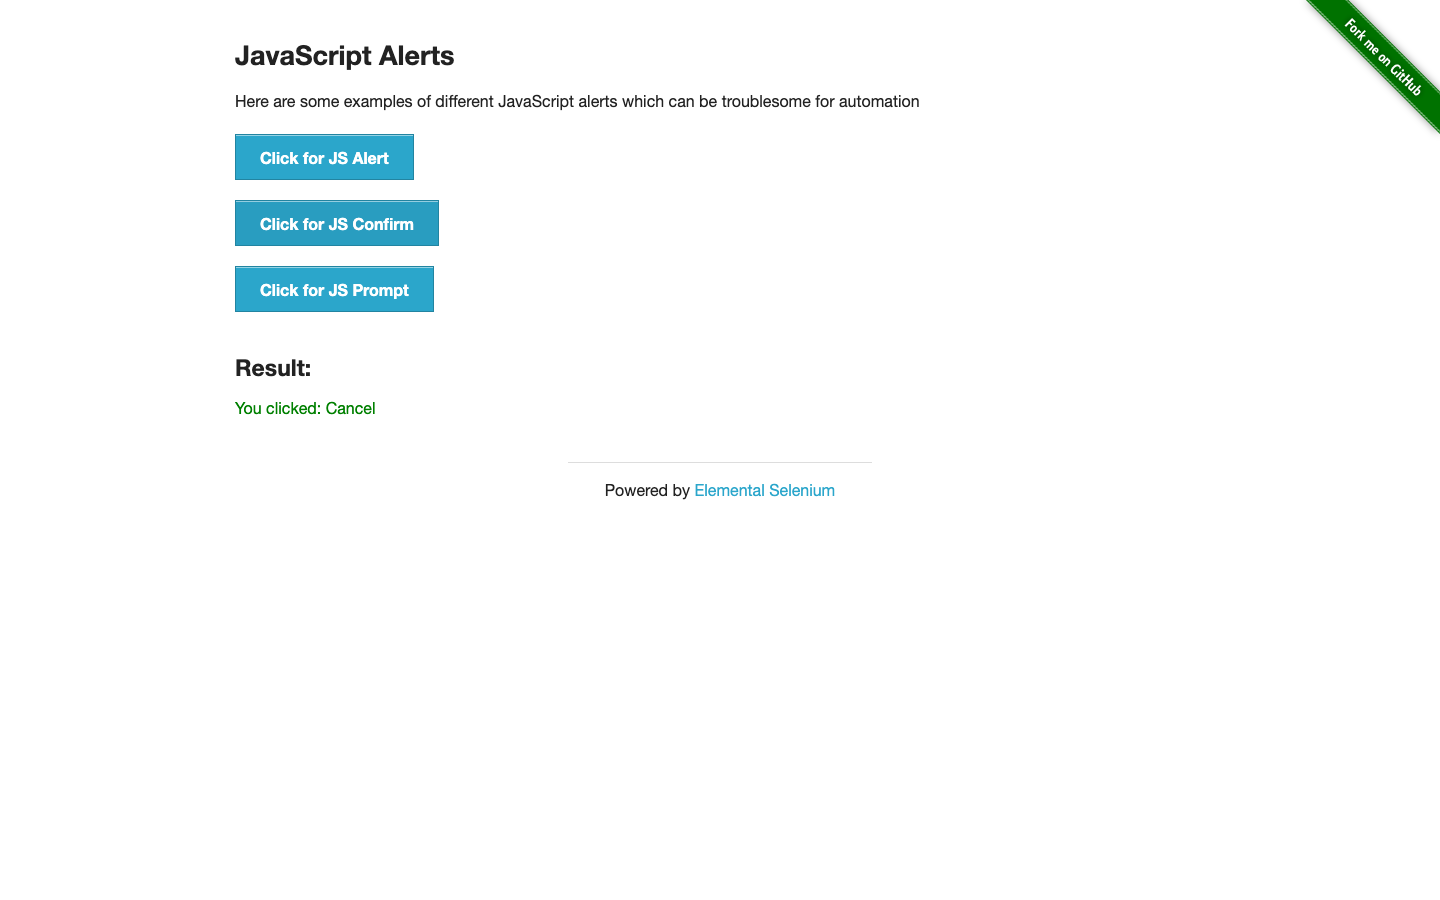 Fork me on GitHub
JavaScript Alerts
Here are some examples of different JavaScript alerts which can be troublesome for automation
Click for JS Alert
Click for JS Confirm
Click for JS Prompt
Result:
You clicked: Cancel
Powered by Elemental Selenium